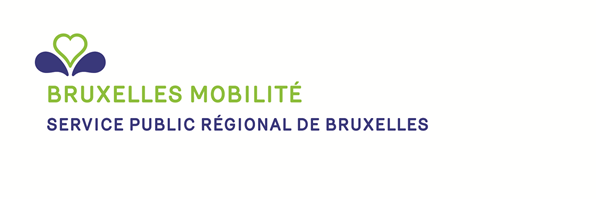 BRUXELLES MOBILITÉ
SERVICE PUBLIC RÉGIONAL DE BRUXELLES